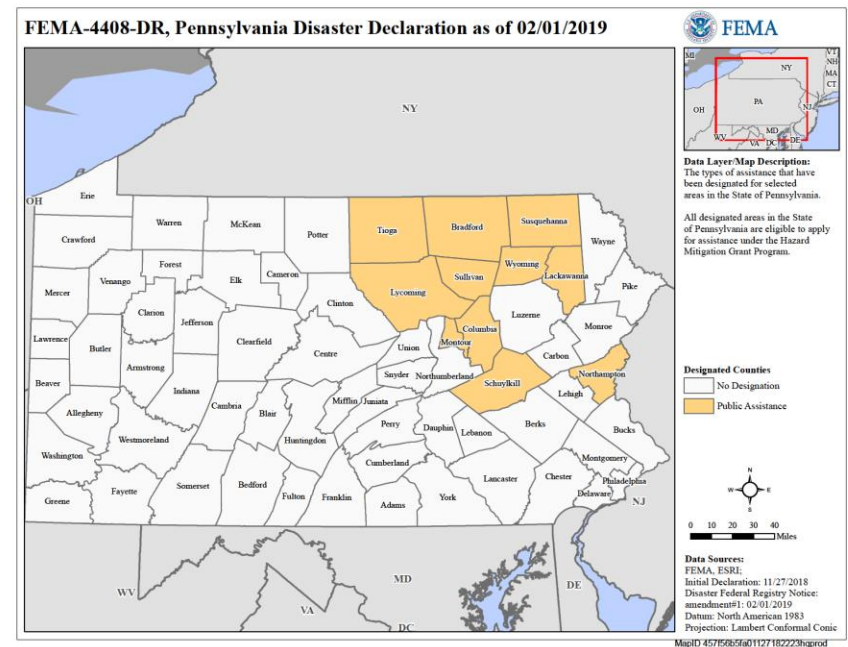 FEMA-4408-DR, Pennsylvania Disaster Declaration as of 02/01/2019
FEMA
MI
VT
NH
NY
MA
CT
PA
OH
NJ
MD
WV
DE
VA
DC
Data Layer/Map Description:
The types of assistance that have
been designated for selected
areas in the State of Pennsylvania.
All designated areas in the State
of Pennsylvania are eligible to apply
for assistance under the Hazard
Mitigation Grant Program.
Designated Counties
No Designation
Public Assistance
N
W
E
S
0 10 20 30 40
Miles
Data Sources:
FEMA, ESRI;
Initial Declaration: 11/27/2018
Disaster Federal Registry Notice:
amendment#1: 02/01/2019
Datum: North American 1983
Projection: Lambert Conformal Conic
MapID 457f56b5fa01127182223hqprod
NY
OH
Erie
Warren
McKean
Potter
Tioga
Bradford
Susquehanna
Wayne
Crawford
Forest
Wyoming
Lackawanna
Sullivan
Venango
Elk
Cameron
Mercer
Lycoming
Pike
Clinton
Clarion
Jefferson
Luzerne
Columbia
Monroe
Lawrence
Butler
Clearfield
Centre
Union
Montour
Carbon
Armstrong
Snyder
Northumberland
Northampton
Beaver
Indiana
Schuylkill
Lehigh
Allegheny
Cambria
Blair
Mifflin
Juniata
Perry
Dauphin
Lebanon
Berks
Bucks
Westmoreland
Huntingdon
Washington
Cumberland
Montgomery
Somerset
Bedford
Lancaster
Chester
Philadelphia
Delaware
Greene
Fayette
Fulton
Franklin
Adams
York
NJ
WV
MD
DE
VA
DC